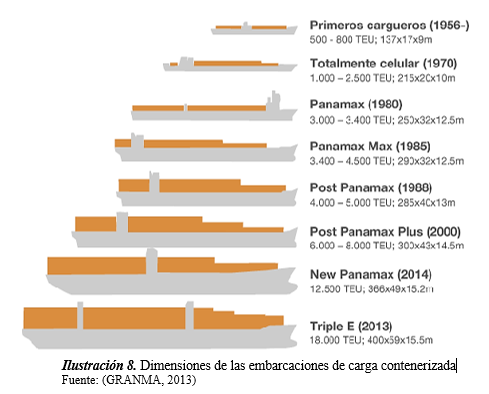 Primeros cargueros (1956-)
500 - 800 TEU; 137x17x9m
Totalmente celular (1970)
1.000 – 2.500 TEU; 215x20x10m
Panamax (1980)
3.000 – 3.400 TEU; 250x32x12.5m
Panamax Max (1985)
3.400 – 4.500 TEU; 290x32x12.5m
Post Panamax (1988)
4.000 – 5.000 TEU; 285x40x13m
Post Panamax Plus (2000)
6.000 – 8.000 TEU; 300x43x14.5m
New Panamax (2014)
12.500 TEU; 366x49x15.2m
Triple E (2013)
18.000 TEU; 400x59x15.5m
Ilustración 8. Dimensiones de las embarcaciones de carga contenerizada
Fuente: (GRANMA, 2013)